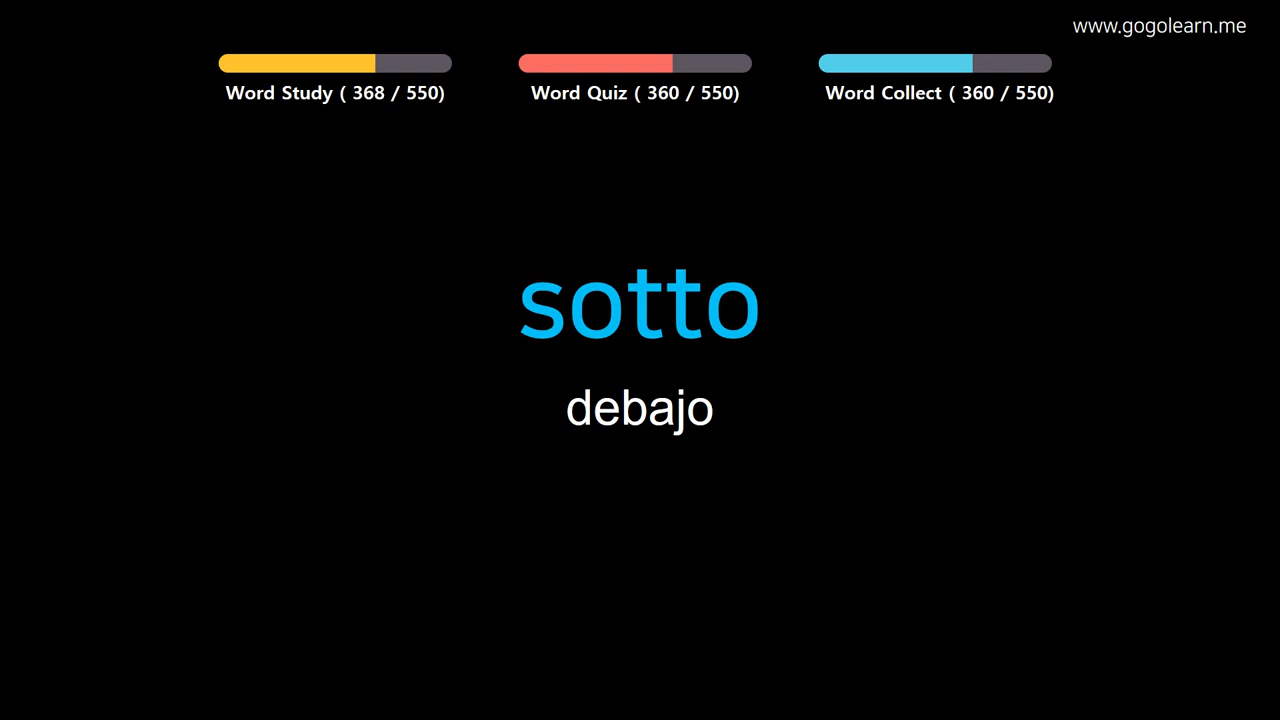 www.gogolearn.me
Word Study ( 368 / 550)
Word Quiz ( 360 / 550)
Word Collect ( 360 / 550)
sotto
debajo